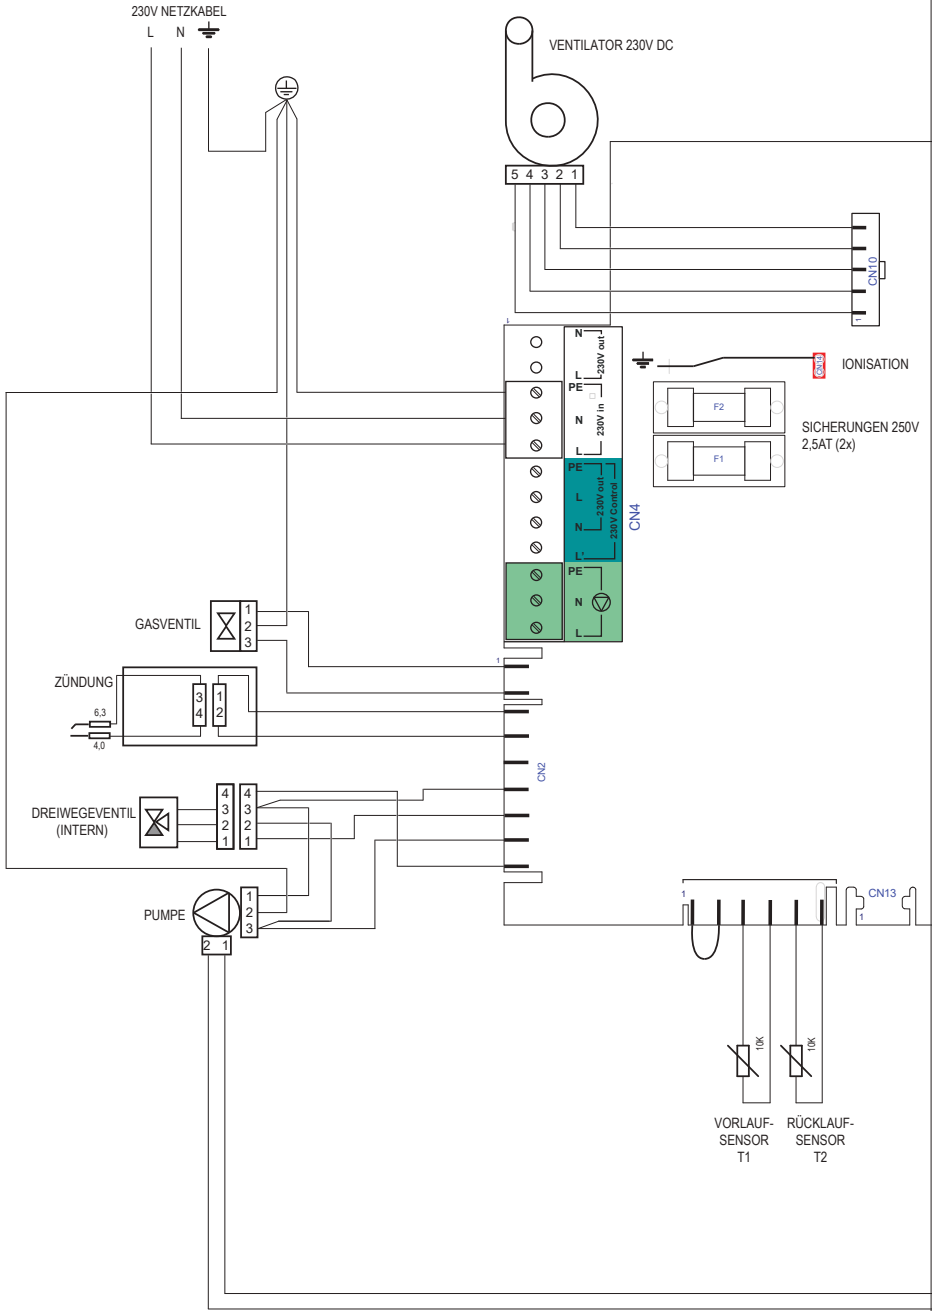 230V NETZKABEL
L N
VENTILATOR 230V DC
5 4 3 2 1
CN10
1
1
N
L
230V out
PE
N
L
230V in
PE
L
N
L'
230V out
230V Control
PE
N
L
CN4
CN14
IONISATION
F2
F1
SICHERUNGEN 250V
2,5AT (2x)
GASVENTIL
1
2
3
1
ZÜNDUNG
6,3
4,0
3
4
1
2
CN2
DREIWEGEVENTIL
(INTERN)
4
3
2
1
4
3
2
1
PUMPE
1
2
3
2 1
1
CN13
1
10K
10K
VORLAUF-
SENSOR
T1
RÜCKLAUF-
SENSOR
T2